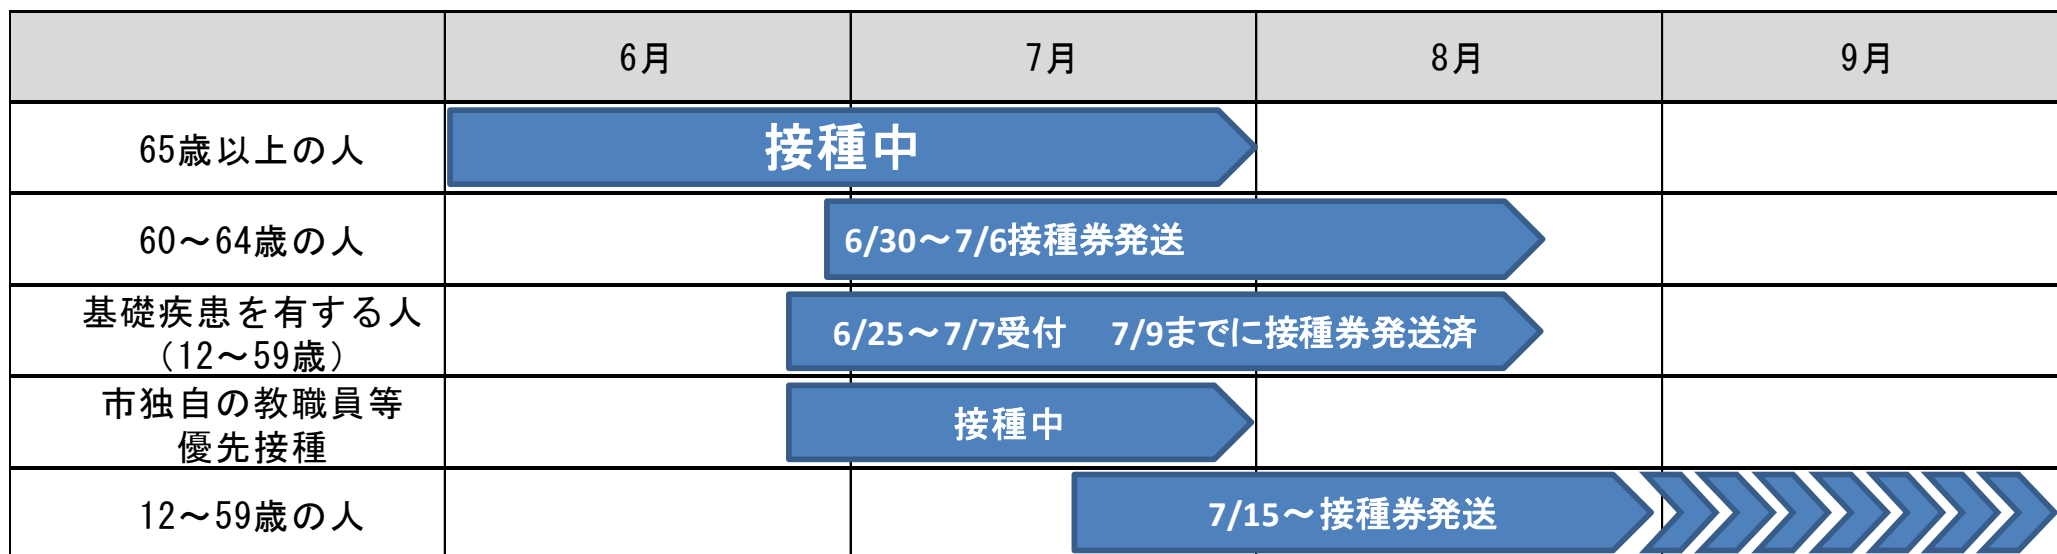 6月 7月 8月 9月
65歳以上の人 接種中
60～64歳の人 6/30～7/6接種券発送
基礎疾患を有する人
（12～59歳）
6/25～7/7受付　7/9までに接種券発送済
市独自の教職員等
優先接種
接種中
12～59歳の人 7/15～接種券発送